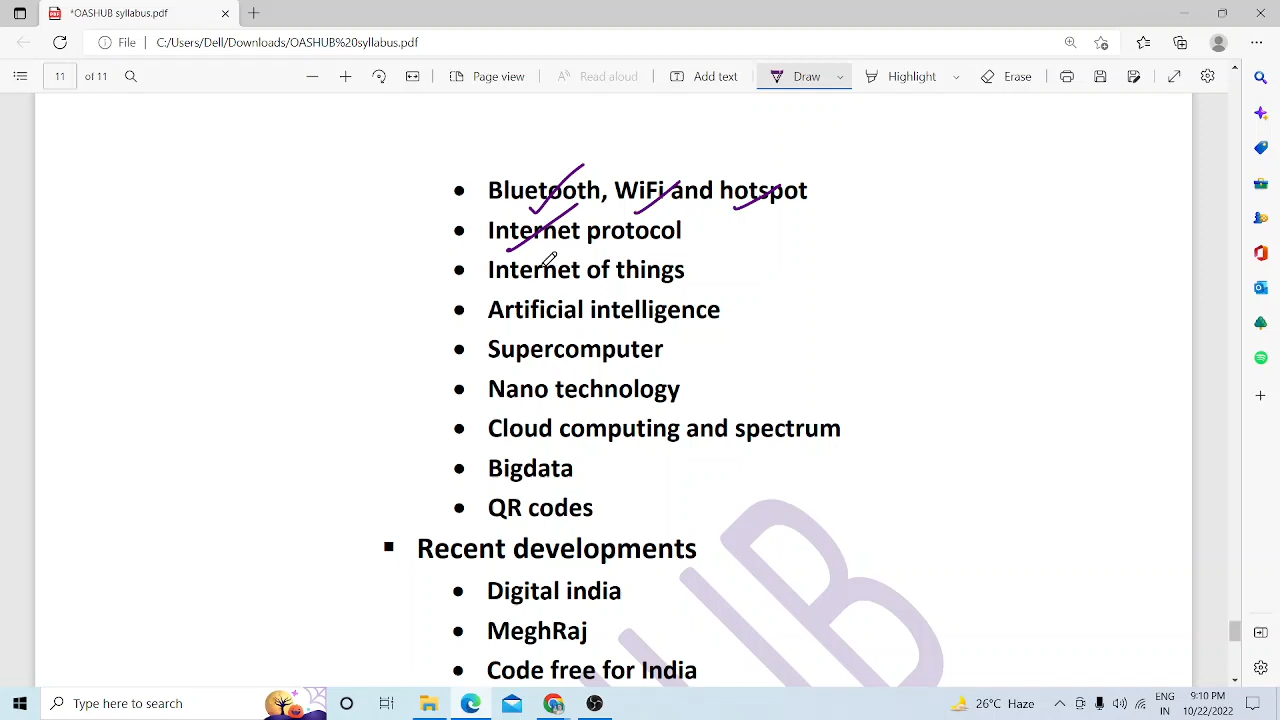 *OASHUB syllabus.pdf
File
C:/Users/Dell/Downloads/OASHUB%20syllabus.pdf
11 of 11
Page view
Read aloud
Add text
Draw
Highlight
Erase
Bluetooth, WiFi and hotspot
Internet protocol
Internet of things
Artificial intelligence
Supercomputer
Nano technology
Cloud computing and spectrum
Bigdata
QR codes
Recent developments
Digital india
MeghRaj
Code free for India
UB
Type here to search
26°C Haze
ENG
IN
9:10 PM
10/22/2022